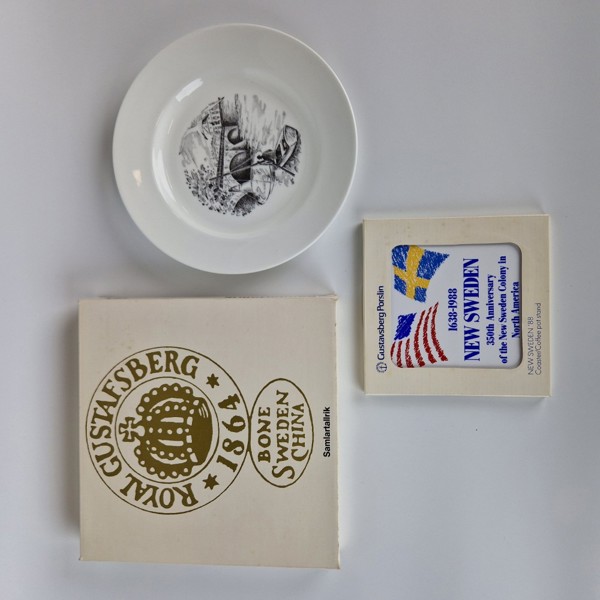 ROYAL GUSTAFSBERG
★ 1864 ★
BONE
SWEDEN
CHINA
Samlartallrik
Gustavsberg Porslin
1638-1988
NEW SWEDEN
350th Anniversary
of the New Sweden Colony in
North America
NEW SWEDEN '88
Coaster/Coffee pot stand